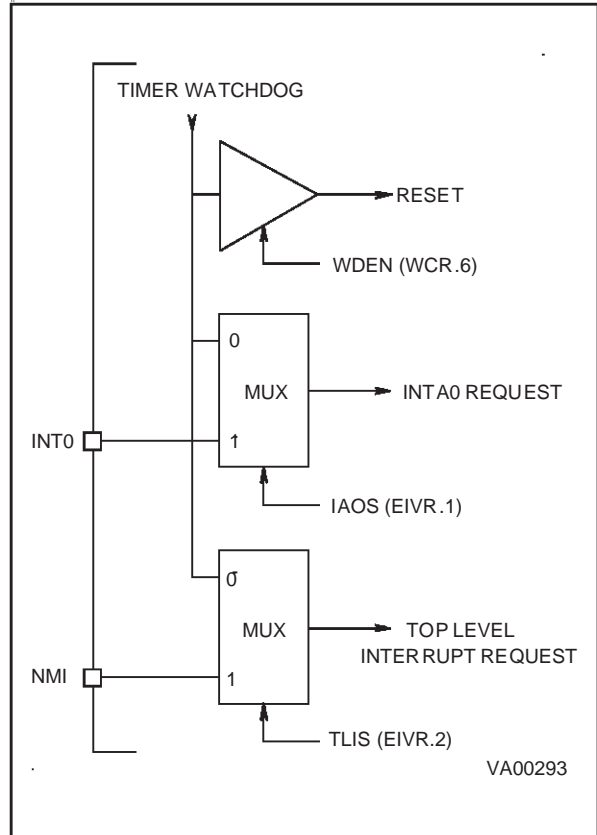 TIMER WATCHDOG
RESET
WDEN (WCR.6)
0
MUX
INTA0 REQUEST
INT0
1
IAOS (EIVR.1)
0
MUX
TOP LEVEL
INTERRUPT REQUEST
NMI
1
TLIS (EIVR.2)
VA00293